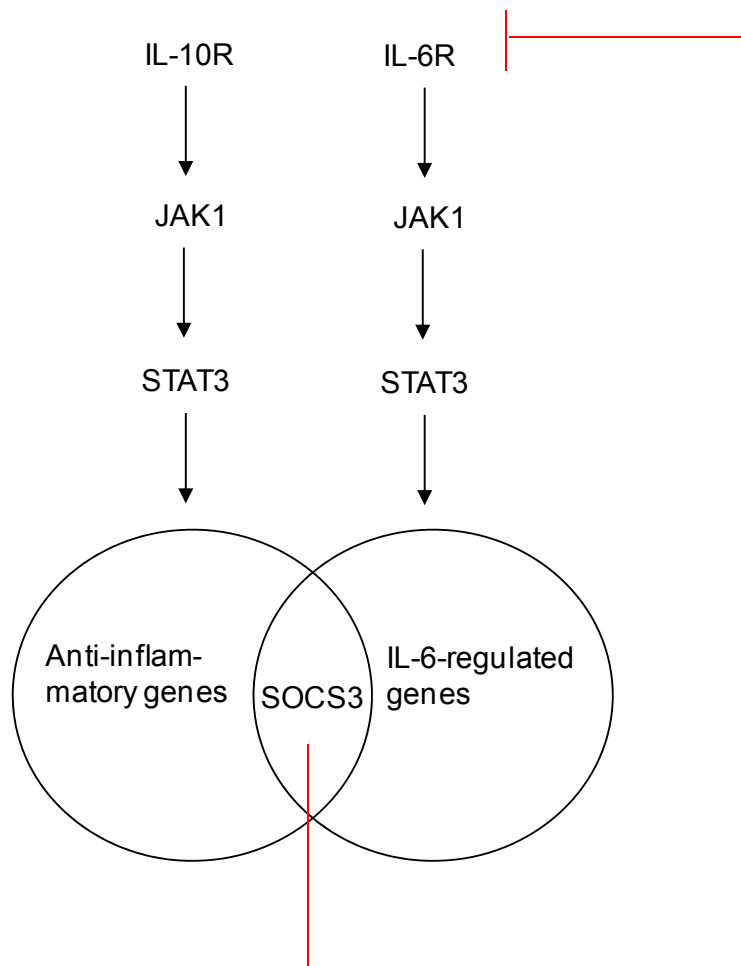 IL-10R IL-6R
JAK1 JAK1
STAT3 STAT3
Anti-inflam-
matory genes
SOCS3
IL-6-regulated
genes